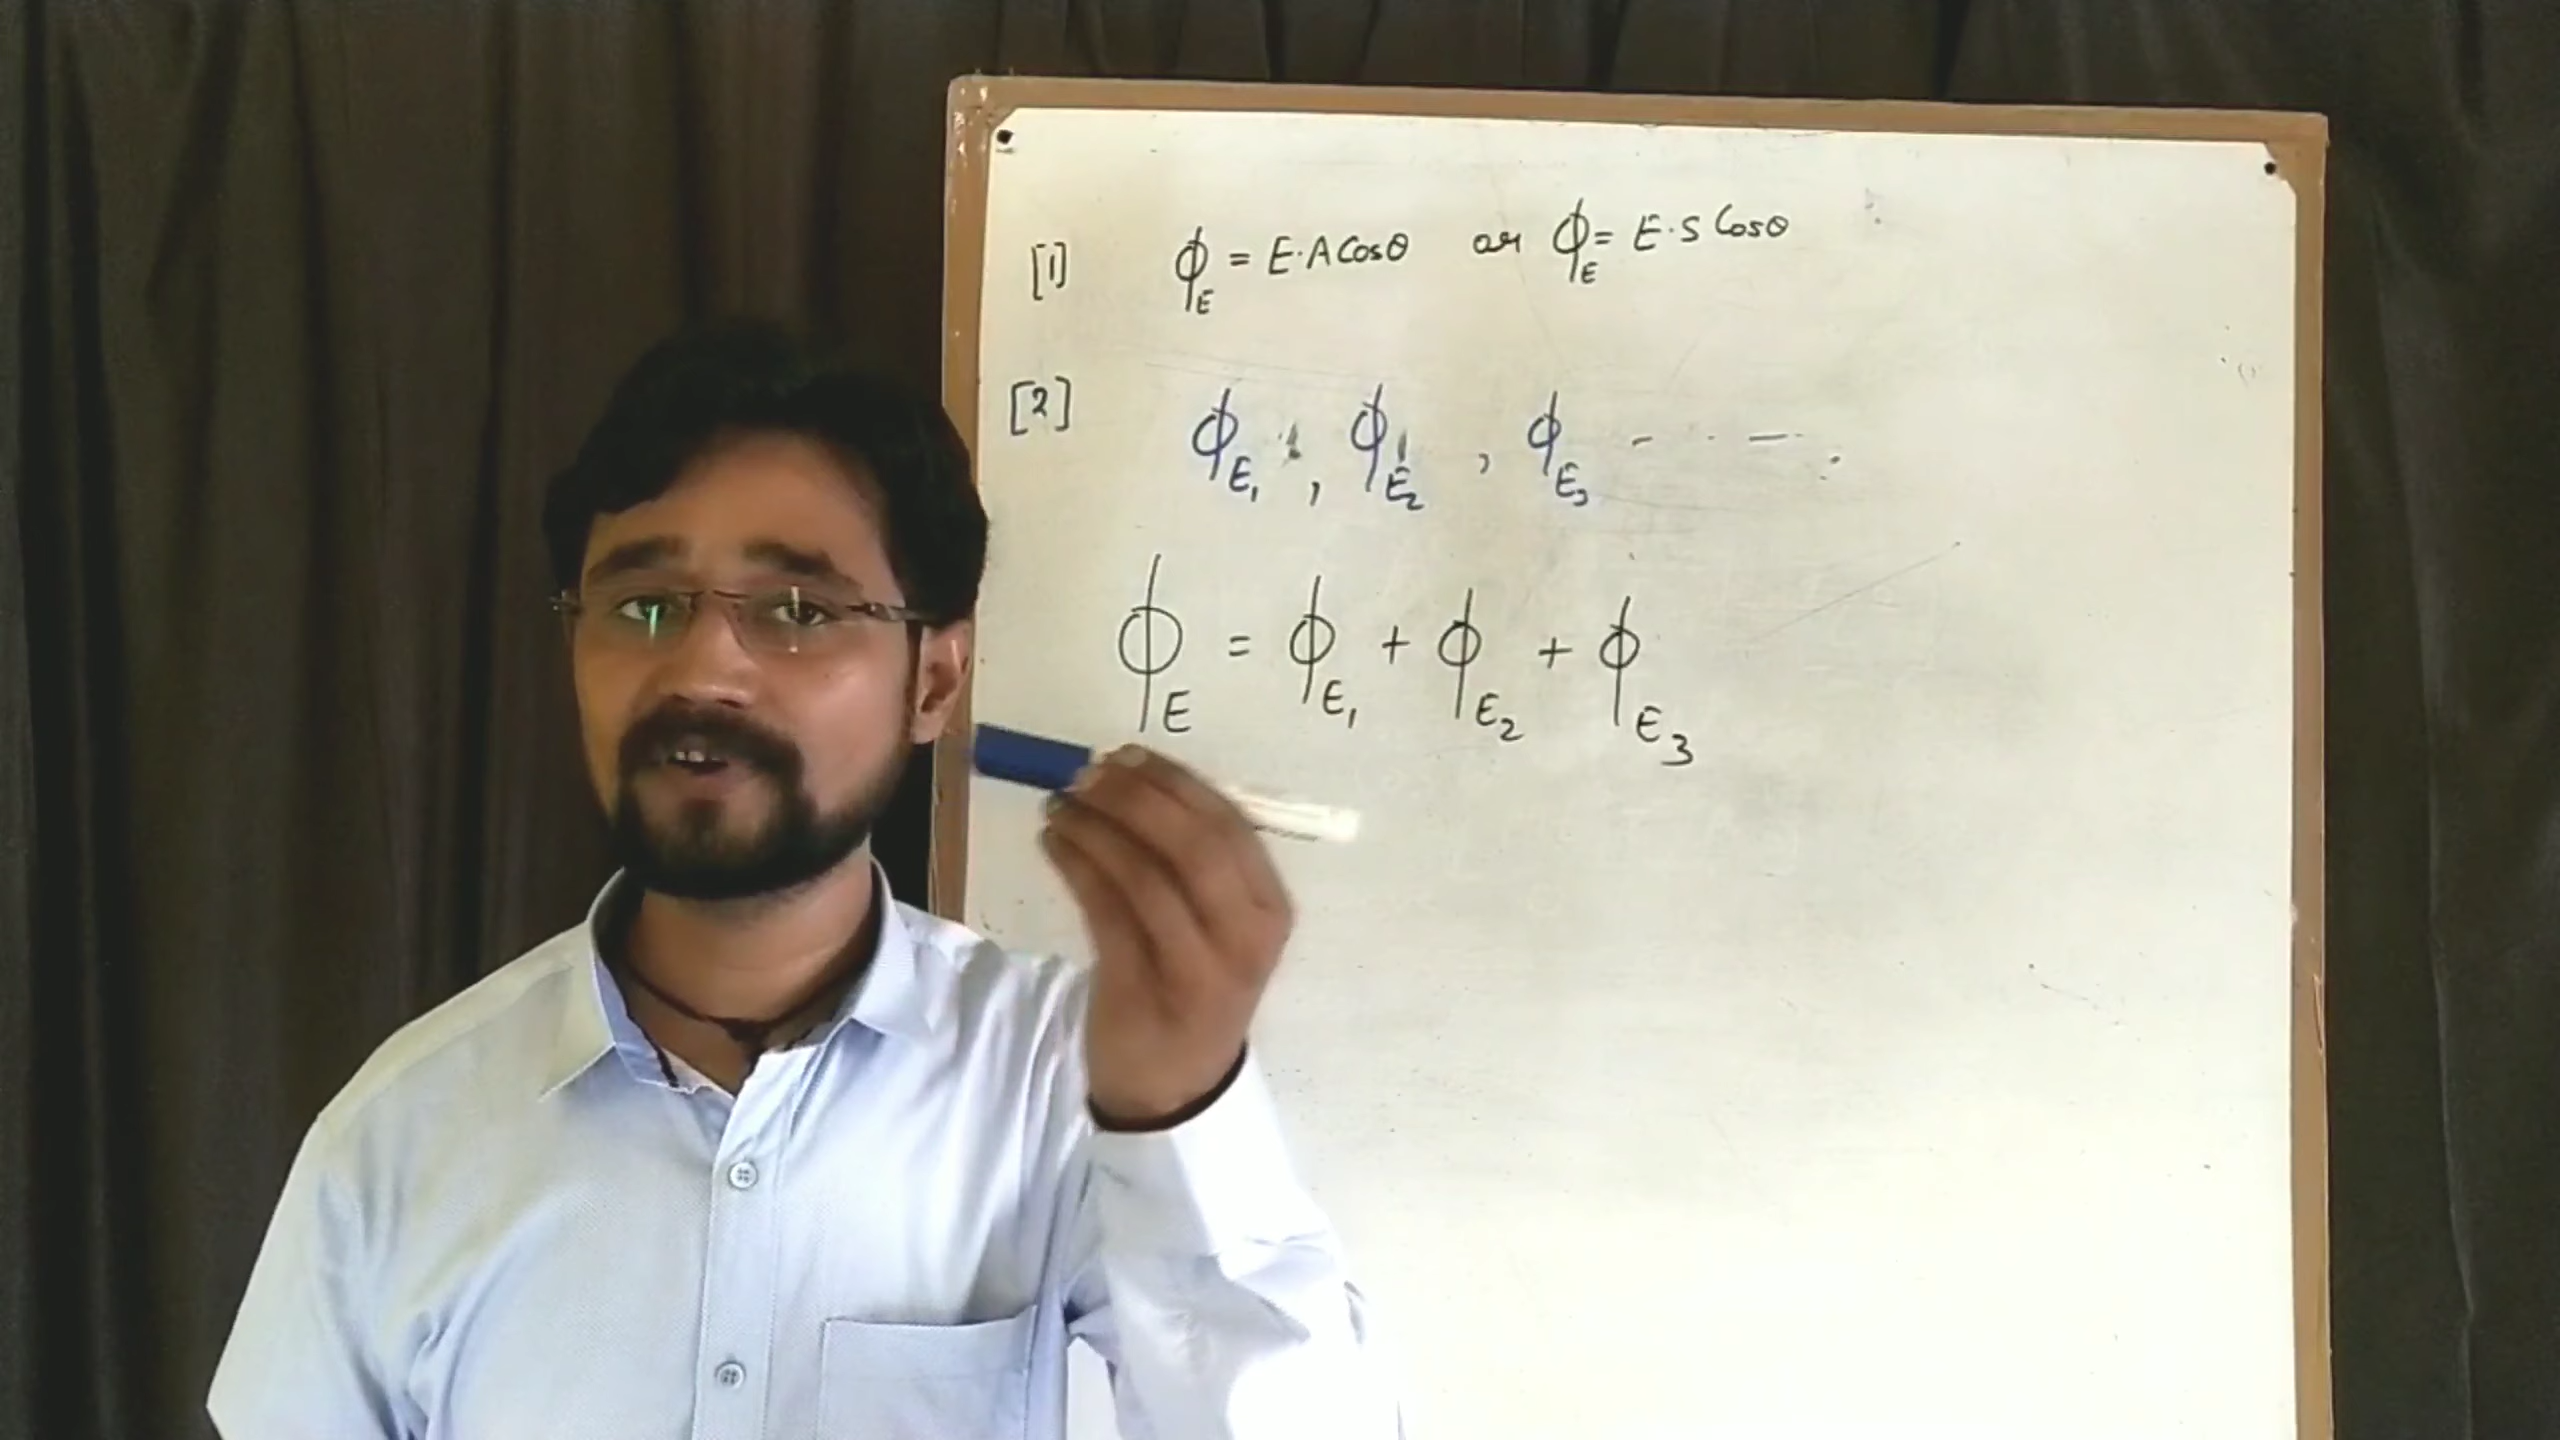 [1] ϕE = E·A Cosθ or ϕE = E·S Cosθ
[2] ϕE1 , ϕE2 , ϕE3 - · - ·
ϕE = ϕE1 + ϕE2 + ϕE3